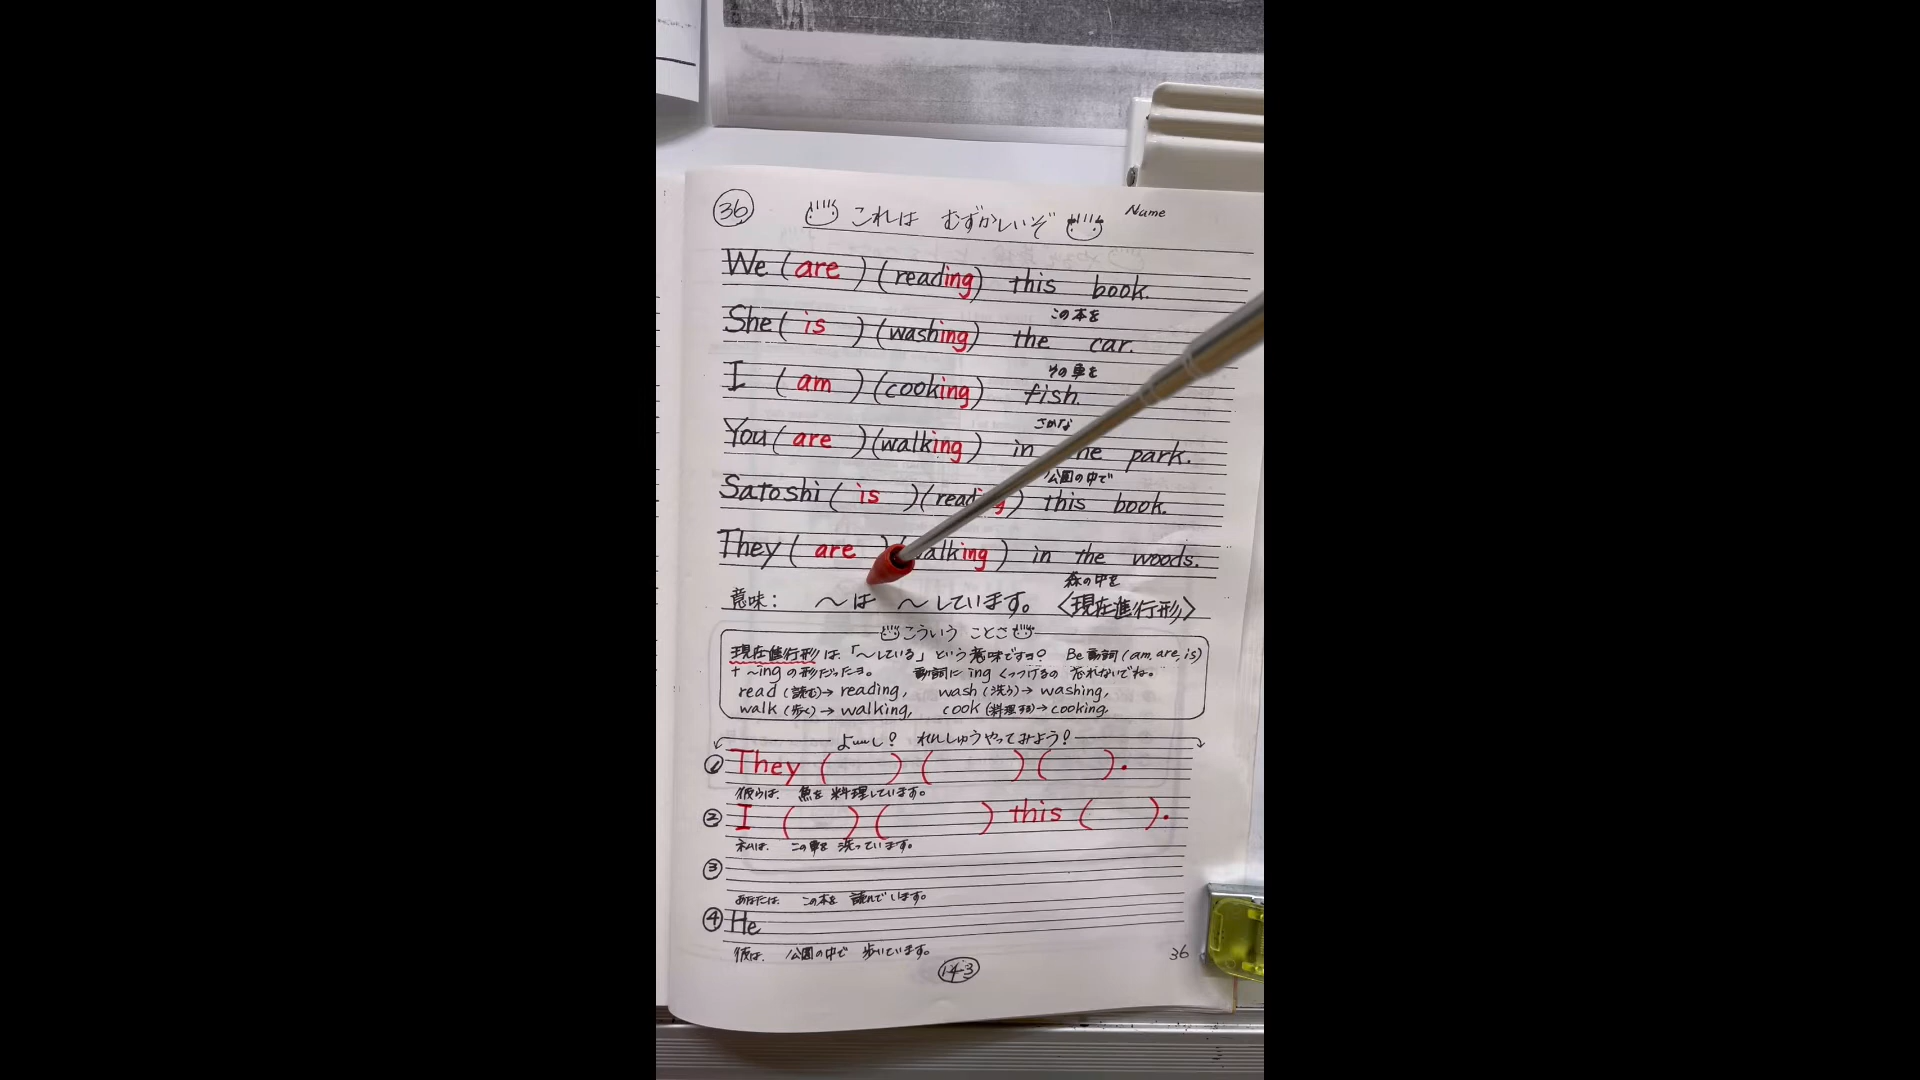 36 これは むずかしいぞ Name
We (are) (reading) this book.
この本を
She (is) (washing) the car.
その車を
I (am) (cooking) fish.
さかな
You (are) (walking) in the park.
公園の中で
Satoshi (is) (reading) this book.
They (are) (walking) in the woods.
森の中を
意味: 〜は 〜しています。〈現在進行形〉
こういう ことさ
現在進行形は、「〜している」という意味ですヨ? Be動詞(am, are, is)
+ 〜ingの形だったヨ。 動詞に ing くっつけるの 忘れないでね。
read (読む)→ reading, wash (洗う)→ washing,
walk (歩く)→ walking, cook (料理する)→ cooking,
よーし? れんしゅうやってみよう!
① They ( ) ( ) ( ).
彼らは、 魚を 料理しています。
② I ( ) ( ) this ( ).
私は、 この車を 洗っています。
③
あなたは、 この本を 読んでいます。
④ He
彼は、 公園の中で 歩いています。
36
14-3